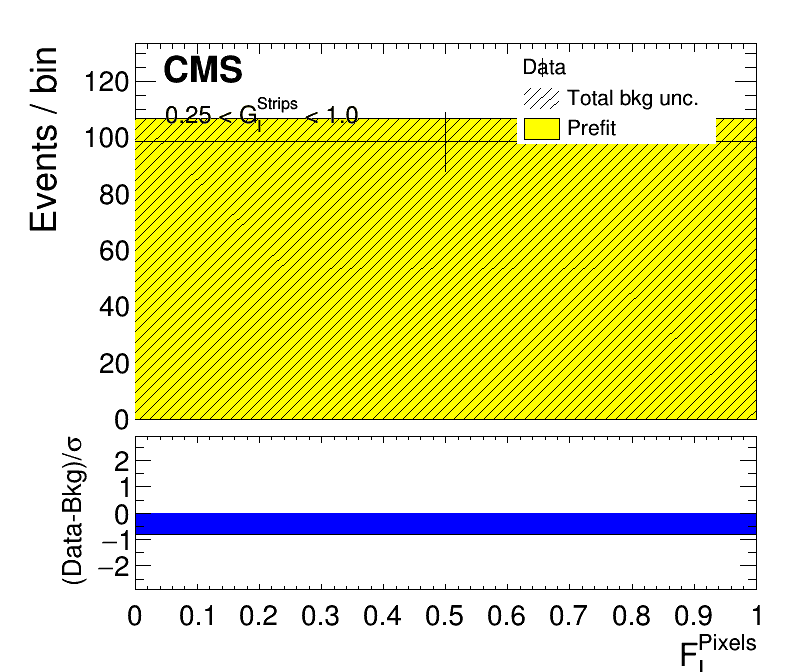 CMS
Data
Total bkg unc.
Prefit
0.25 < G_I^Strips < 1.0
Events / bin
120
100
80
60
40
20
0
(Data-Bkg)/σ
2
1
0
−1
−2
0 0.1 0.2 0.3 0.4 0.5 0.6 0.7 0.8 0.9 1
F_I^Pixels